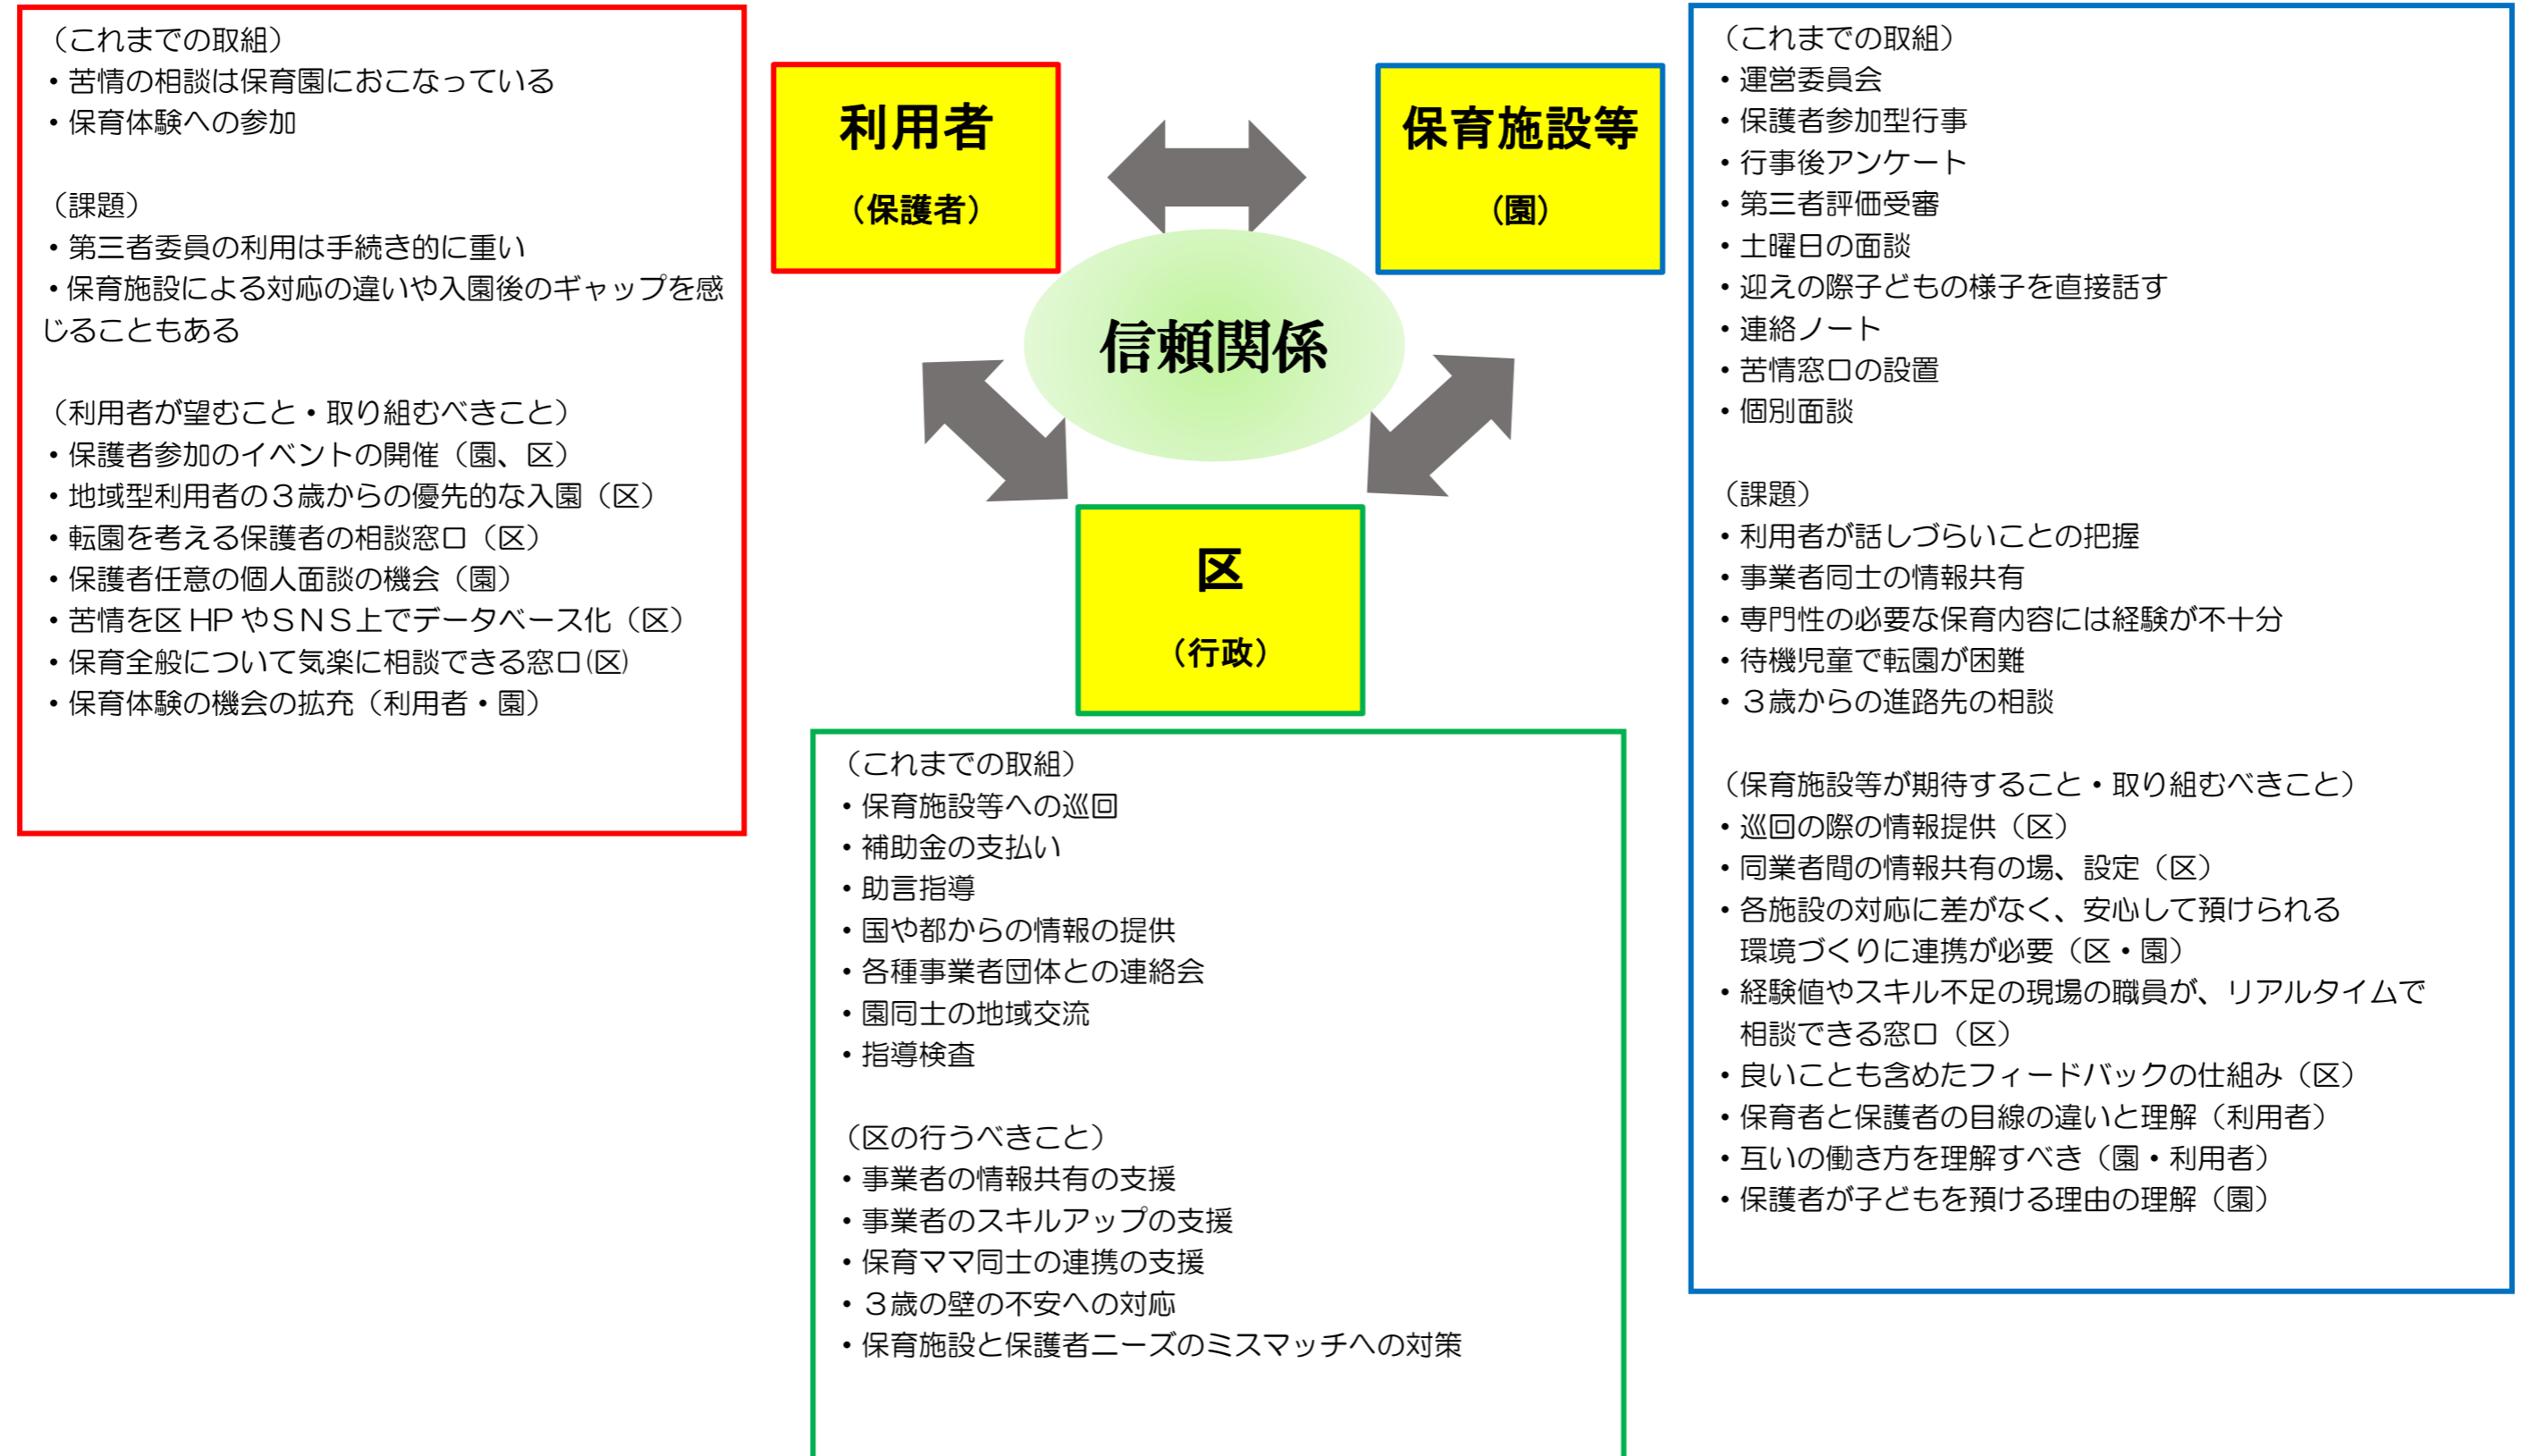 （これまでの取組）
・苦情の相談は保育園におこなっている
・保育体験への参加
（課題）
・第三者委員の利用は手続き的に重い
・保育施設による対応の違いや入園後のギャップを感
じることもある
（利用者が望むこと・取り組むべきこと）
・保護者参加のイベントの開催（園、区）
・地域型利用者の３歳からの優先的な入園（区）
・転園を考える保護者の相談窓口（区）
・保護者任意の個人面談の機会（園）
・苦情を区 HP やＳＮＳ上でデータベース化（区）
・保育全般について気楽に相談できる窓口(区)
・保育体験の機会の拡充（利用者・園）
利用者
（保護者）
保育施設等
（園）
信頼関係
区
（行政）
（これまでの取組）
・保育施設等への巡回
・補助金の支払い
・助言指導
・国や都からの情報の提供
・各種事業者団体との連絡会
・園同士の地域交流
・指導検査
（区の行うべきこと）
・事業者の情報共有の支援
・事業者のスキルアップの支援
・保育ママ同士の連携の支援
・３歳の壁の不安への対応
・保育施設と保護者ニーズのミスマッチへの対策
（これまでの取組）
・運営委員会
・保護者参加型行事
・行事後アンケート
・第三者評価受審
・土曜日の面談
・迎えの際子どもの様子を直接話す
・連絡ノート
・苦情窓口の設置
・個別面談
（課題）
・利用者が話しづらいことの把握
・事業者同士の情報共有
・専門性の必要な保育内容には経験が不十分
・待機児童で転園が困難
・３歳からの進路先の相談
（保育施設等が期待すること・取り組むべきこと）
・巡回の際の情報提供（区）
・同業者間の情報共有の場、設定（区）
・各施設の対応に差がなく、安心して預けられる
環境づくりに連携が必要（区・園）
・経験値やスキル不足の現場の職員が、リアルタイムで
相談できる窓口（区）
・良いことも含めたフィードバックの仕組み（区）
・保育者と保護者の目線の違いと理解（利用者）
・互いの働き方を理解すべき（園・利用者）
・保護者が子どもを預ける理由の理解（園）